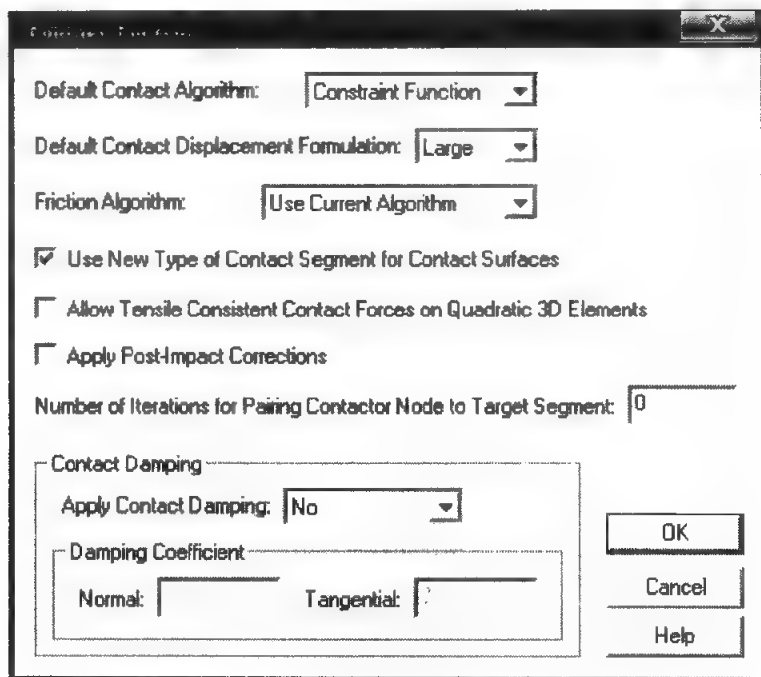 X
Default Contact Algorithm: Constraint Function
Default Contact Displacement Formulation: Large
Friction Algorithm: Use Current Algorithm
Use New Type of Contact Segment for Contact Surfaces
Allow Tensile Consistent Contact Forces on Quadratic 3D Elements
Apply Post-Impact Corrections
Number of Iterations for Pairing Contactor Node to Target Segment: 0
Contact Damping
Apply Contact Damping: No
Damping Coefficient
Normal: Tangential:
OK
Cancel
Help